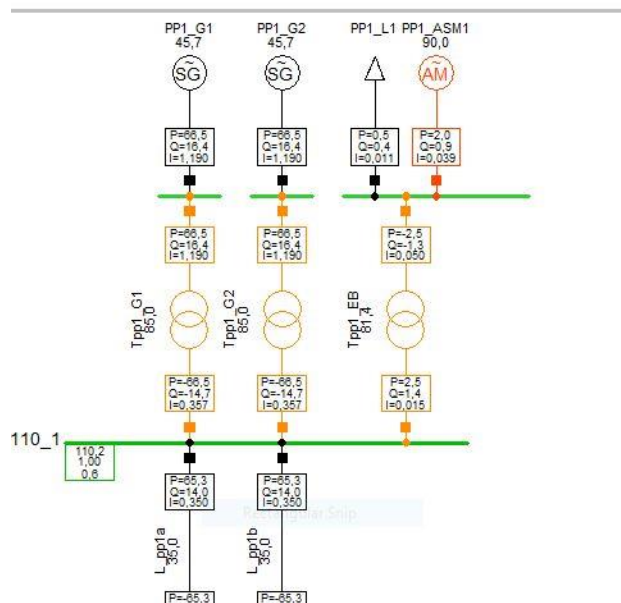 PP1_G1
45,7
SG
P=66,5
Q=16,4
I=1,190
P=66,5
Q=16,4
I=1,190
Tpp1_G1
85,0
P=-66,5
Q=-14,7
I=0,357
PP1_G2
45,7
SG
P=66,5
Q=16,4
I=1,190
P=66,5
Q=16,4
I=1,190
Tpp1_G2
85,0
P=-66,5
Q=-14,7
I=0,357
PP1_L1
P=0,5
Q=0,4
I=0,011
PP1_ASM1
90,0
AM
P=2,0
Q=0,9
I=0,039
P=-2,5
Q=-1,3
I=0,050
Tpp1_EB
81,4
P=2,5
Q=1,4
I=0,015
110_1
110,2
1,00
0,6
P=65,3
Q=14,0
I=0,350
L_pp1a
35,0
P=-65,3
P=65,3
Q=14,0
I=0,350
L_pp1b
35,0
P=-65,3
Rectangular Snip